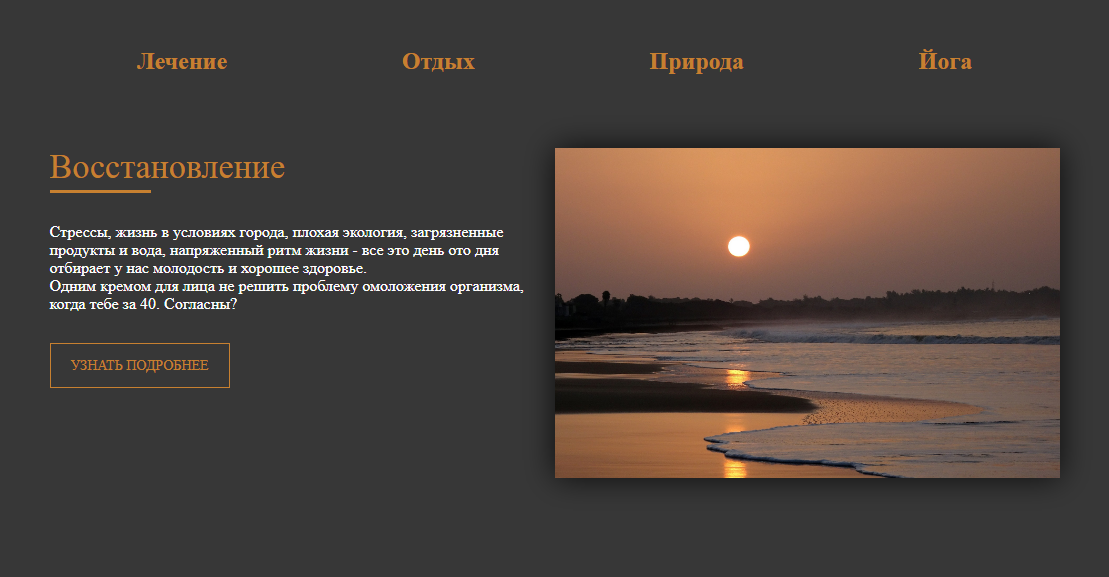 Лечение Отдых Природа Йога
Восстановление
Стрессы, жизнь в условиях города, плохая экология, загрязненные
продукты и вода, напряженный ритм жизни - все это день ото дня
отбирает у нас молодость и хорошее здоровье.
Одним кремом для лица не решить проблему омоложения организма,
когда тебе за 40. Согласны?
УЗНАТЬ ПОДРОБНЕЕ